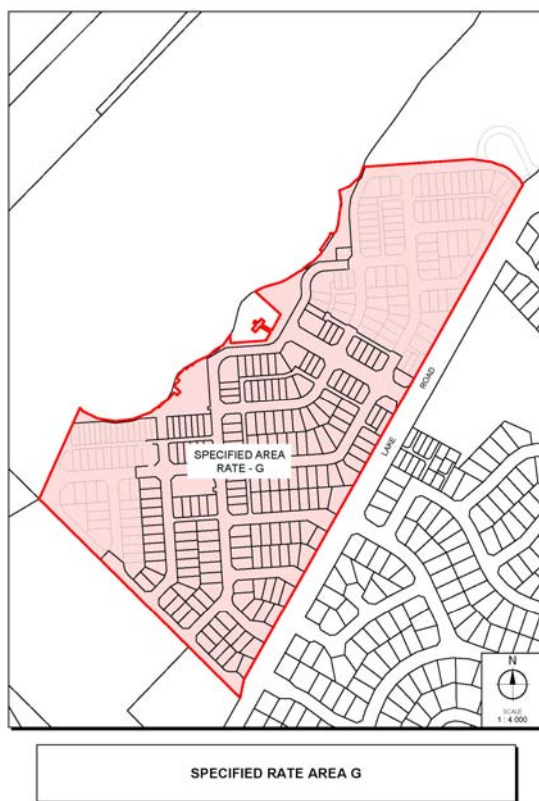 SPECIFIED AREA
RATE - G
LAKE
ROAD
N
SCALE
1 : 4 000
SPECIFIED RATE AREA G